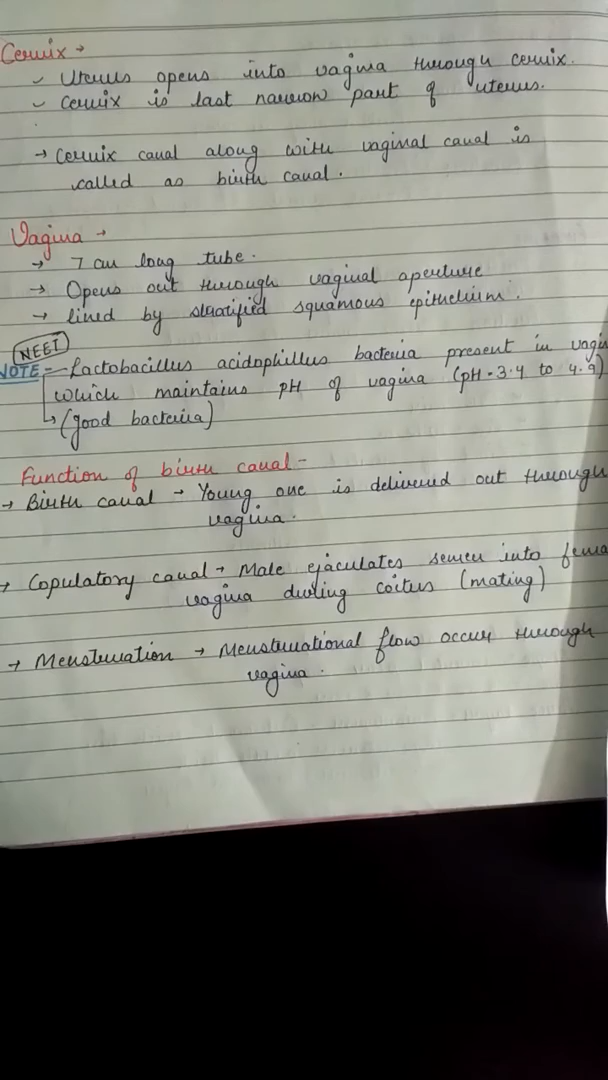 Cervix →
✓ Uterus opens into vagina through cervix.
✓ Cervix is last narrow part of uterus.
→ Cervix canal along with vaginal canal is
called as birth canal.
Vagina →
→ 7 cm long tube.
→ Opens out through vaginal aperture
→ lined by stratified squamous epithelium.
(NEET)
NOTE - Lactobacillus acidophillus bacteria present in vagi
which maintains pH of vagina (pH - 3.4 to 4.9)
↳ (good bacteria)
Function of birth canal -
→ Birth canal → Young one is delivered out through
vagina.
→ Copulatory canal → Male ejaculates semen into fema
vagina during coitus (mating)
→ Menstruation → Menstruational flow occur through
vagina.